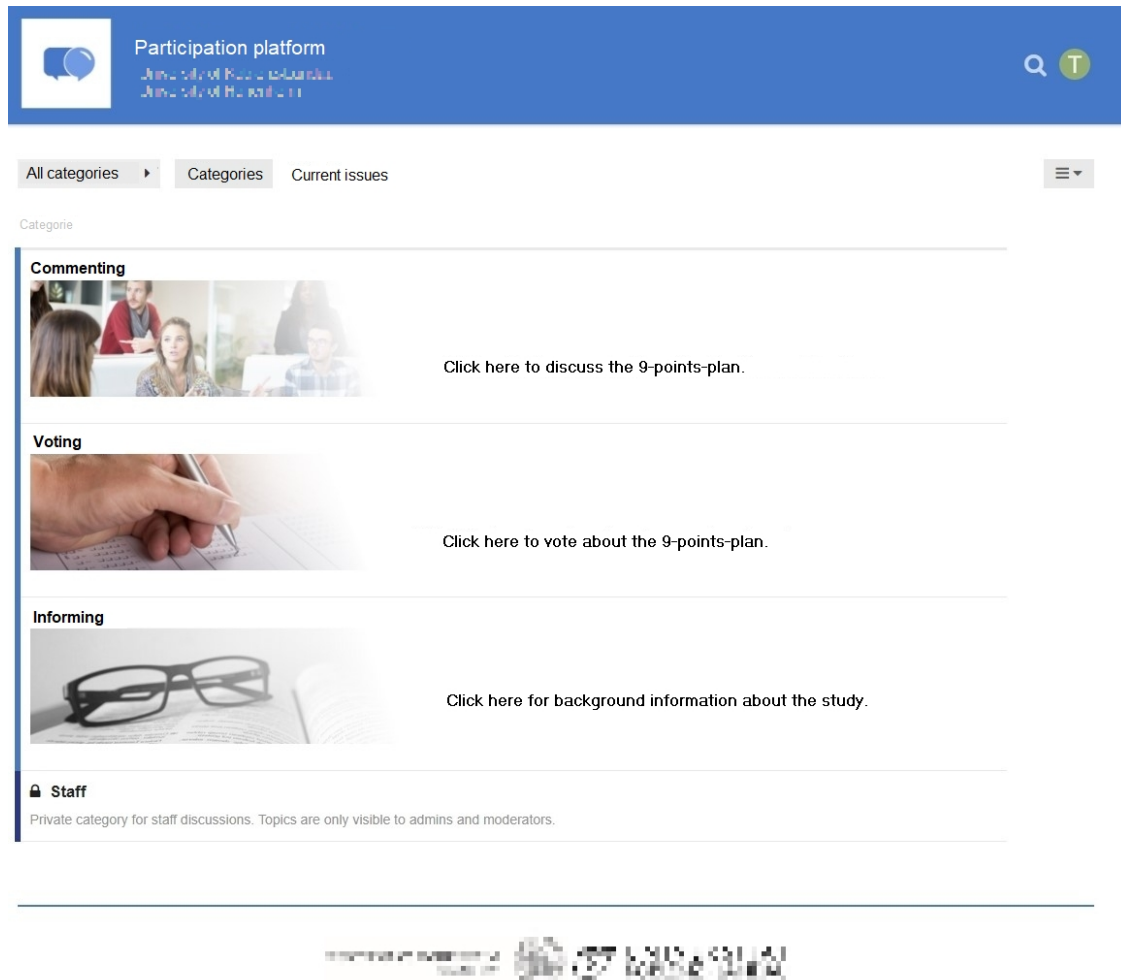 Participation platform
T
All categories
Categories
Current issues
Categorie
Commenting
Click here to discuss the 9-points-plan.
Voting
Click here to vote about the 9-points-plan.
Informing
Click here for background information about the study.
Staff
Private category for staff discussions. Topics are only visible to admins and moderators.